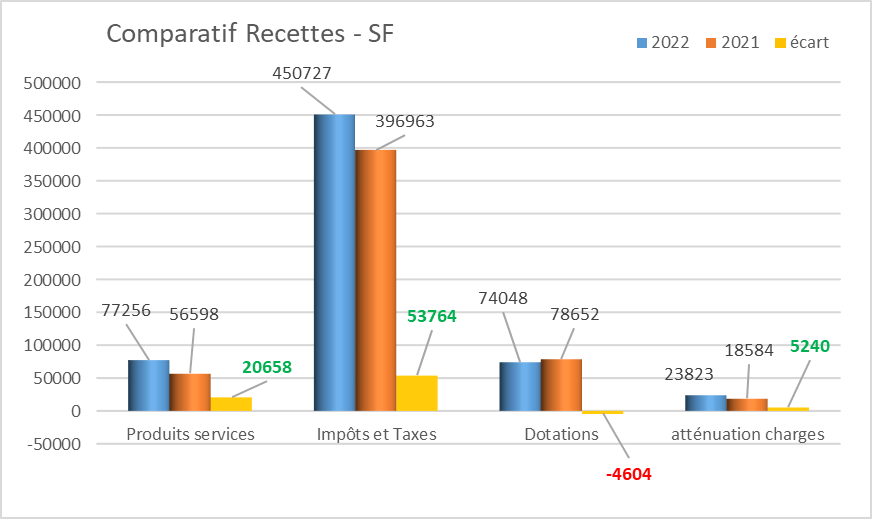 Comparatif Recettes - SF
2022 2021 écart
500000
450000
400000
350000
300000
250000
200000
150000
100000
50000
0
-50000
77256 56598 20658
450727 396963 53764
74048 78652 -4604
23823 18584 5240
Produits services Impôts et Taxes Dotations atténuation charges